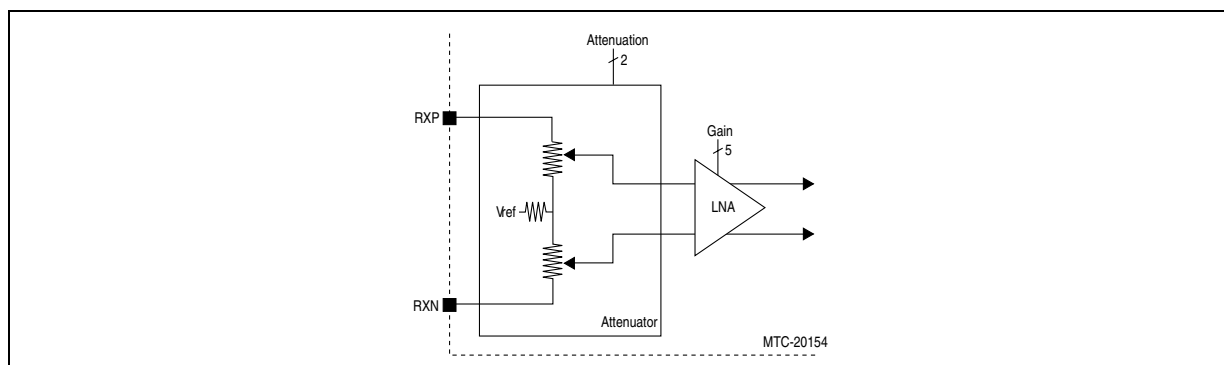 Attenuation
2
RXP
Gain
5
Vref
LNA
RXN
Attenuator
MTC-20154